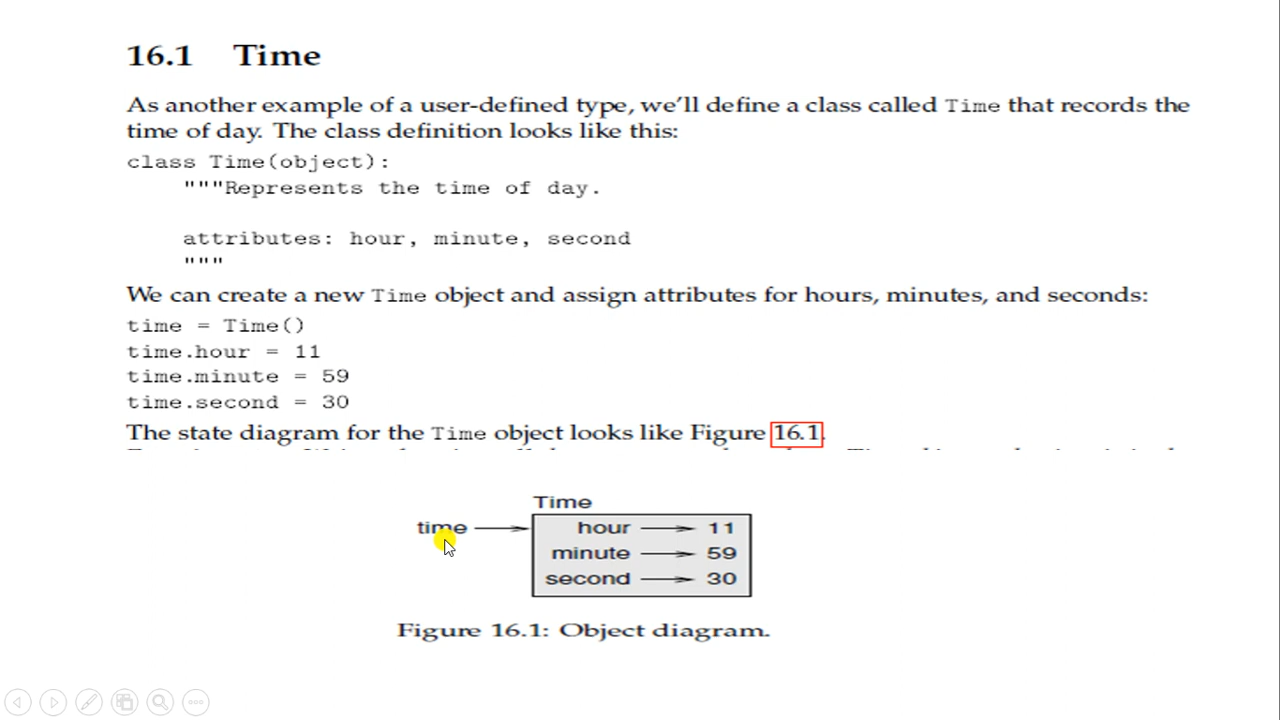 16.1 Time
As another example of a user-defined type, we'll define a class called Time that records the
time of day. The class definition looks like this:
class Time(object):
"""Represents the time of day.
attributes: hour, minute, second
"""
We can create a new Time object and assign attributes for hours, minutes, and seconds:
time = Time()
time.hour = 11
time.minute = 59
time.second = 30
The state diagram for the Time object looks like Figure 16.1.
Time
time hour 11
minute 59
second 30
Figure 16.1: Object diagram.